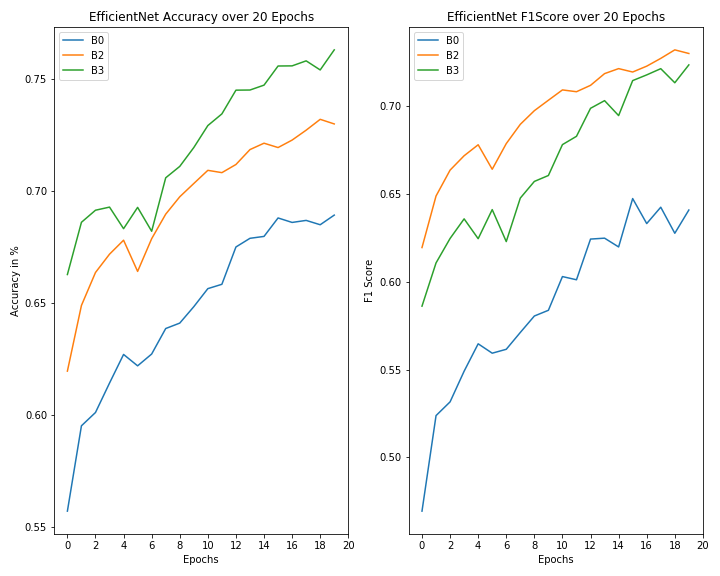 EfficientNet Accuracy over 20 Epochs
B0
B2
B3
0.75
0.70
0.65
0.60
0.55
Accuracy in %
0 2 4 6 8 10 12 14 16 18 20
Epochs
EfficientNet F1Score over 20 Epochs
B0
B2
B3
0.70
0.65
0.60
0.55
0.50
F1 Score
0 2 4 6 8 10 12 14 16 18 20
Epochs